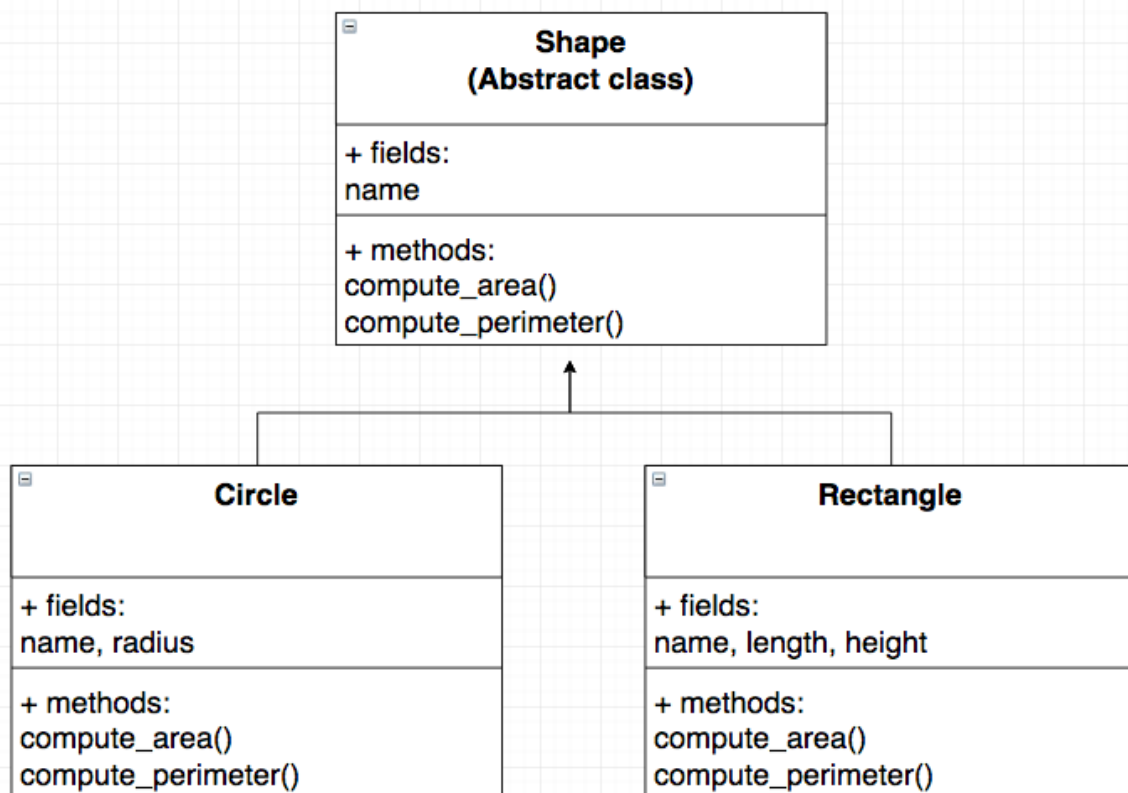 Shape
(Abstract class)
+ fields:
name
+ methods:
compute_area()
compute_perimeter()
Circle
+ fields:
name, radius
+ methods:
compute_area()
compute_perimeter()
Rectangle
+ fields:
name, length, height
+ methods:
compute_area()
compute_perimeter()